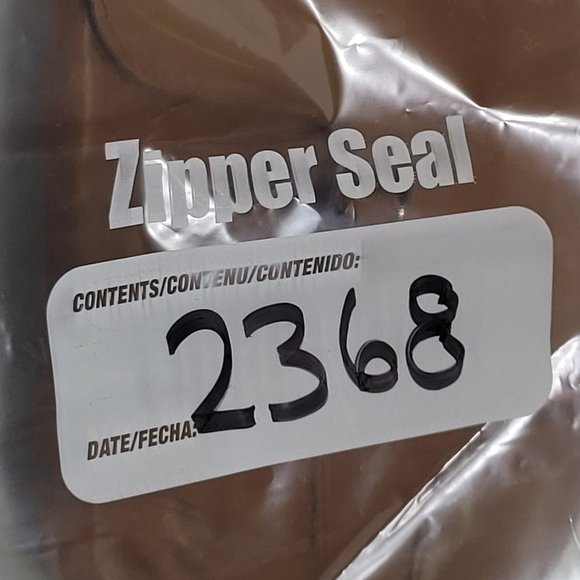 Zipper Seal
CONTENTS/CONTENU/CONTENIDO:
2368
DATE/FECHA: